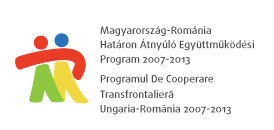 Magyarország-Románia
Határon Átnyúló Együttműködési
Program 2007-2013
Programul De Cooperare
Transfrontalieră
Ungaria-România 2007-2013